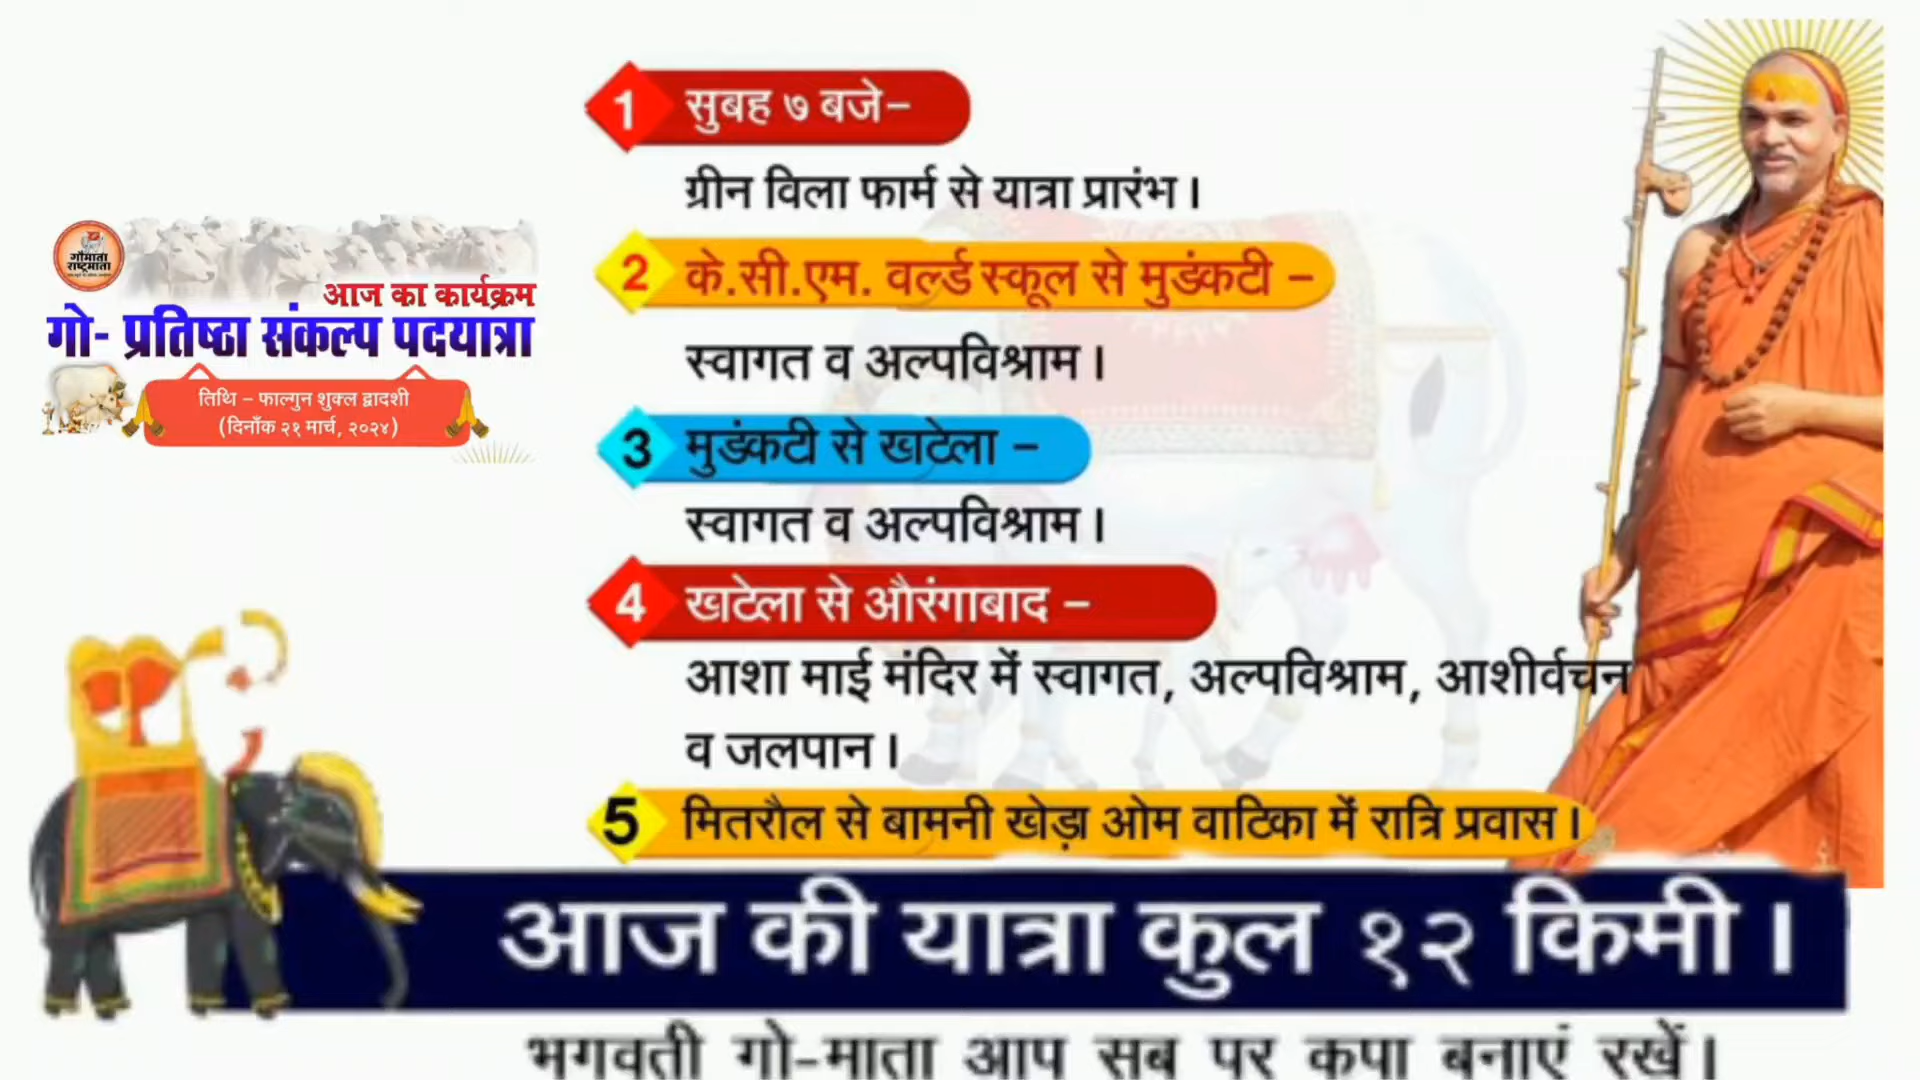 गौमाता
राष्ट्रमाता
आज का कार्यक्रम
गो- प्रतिष्ठा संकल्प पदयात्रा
तिथि – फाल्गुन शुक्ल द्वादशी
(दिनाँक २१ मार्च, २०२४)
1 सुबह ७ बजे–
ग्रीन विला फार्म से यात्रा प्रारंभ ।
2 के.सी.एम. वर्ल्ड स्कूल से मुडंकटी –
स्वागत व अल्पविश्राम ।
3 मुडंकटी से खाटेला –
स्वागत व अल्पविश्राम ।
4 खाटेला से औरंगाबाद –
आशा माई मंदिर में स्वागत, अल्पविश्राम, आशीर्वचन
व जलपान ।
5 मितरौल से बामनी खेड़ा ओम वाटिका में रात्रि प्रवास ।
आज की यात्रा कुल १२ किमी ।
भगवती गो-माता आप सब पर कृपा बनाएं रखें ।